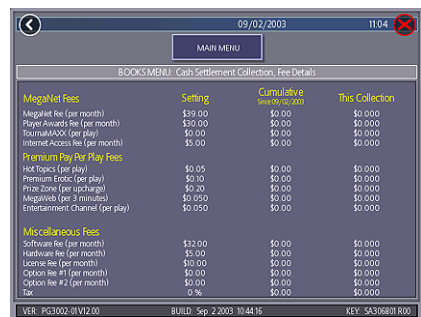 09/02/2003 11:04
MAIN MENU
BOOKS MENU: Cash Settlement Collection, Fee Details
MegaNet Fees Setting Cumulative Since 09/02/2003 This Collection
MegaNet Fee (per month) $39.00 $0.00 $0.000
Player Awards Fee (per month) $30.00 $0.00 $0.000
TournaMAXX (per play) $0.00 $0.00 $0.000
Internet Access Fee (per month) $5.00 $0.00 $0.000
Premium Pay Per Play Fees
Hot Topics (per play) $0.05 $0.00 $0.000
Premium Erotic (per play) $0.10 $0.00 $0.000
Prize Zone (per upcharge) $0.20 $0.00 $0.000
MegaWeb (per 3 minutes) $0.050 $0.00 $0.000
Entertainment Channel (per play) $0.050 $0.00 $0.000
Miscellaneous Fees
Software Fee (per month) $32.00 $0.00 $0.000
Hardware Fee (per month) $5.00 $0.00 $0.000
License Fee (per month) $10.00 $0.00 $0.000
Option Fee #1 (per month) $0.00 $0.00 $0.000
Option Fee #2 (per month) $0.00 $0.00 $0.000
Tax 0 % $0.00 $0.000
VER: PG3002-01V12.00 BUILD: Sep 2 2003 10:44:16 KEY: SA306801 R00